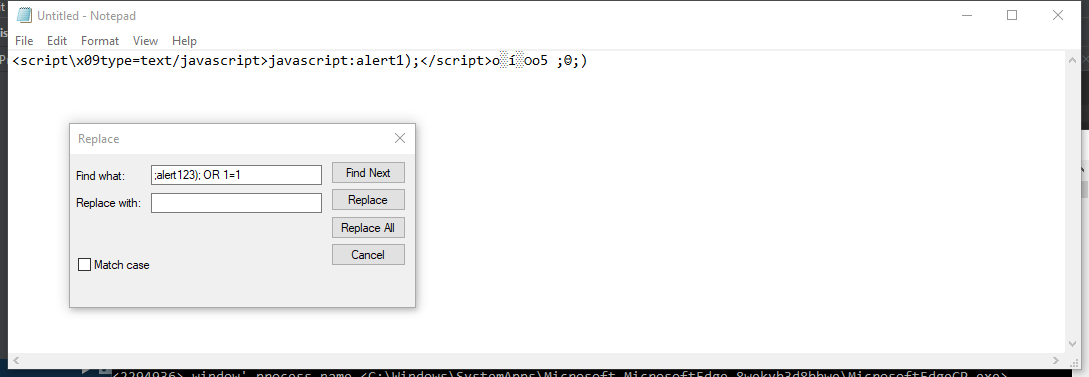 Untitled - Notepad
File Edit Format View Help
<script\x09type=text/javascript>javascript:alert1);</script>o░í░oo5 ;0;)
Replace
Find what: ;alert123); OR 1=1 Find Next
Replace with: Replace
Replace All
Cancel
Match case
<2294936> window' process name <C:\Windows\SystemApps\Microsoft.MicrosoftEdge_8wekyb3d8bbwe\MicrosoftEdgeCP.exe>